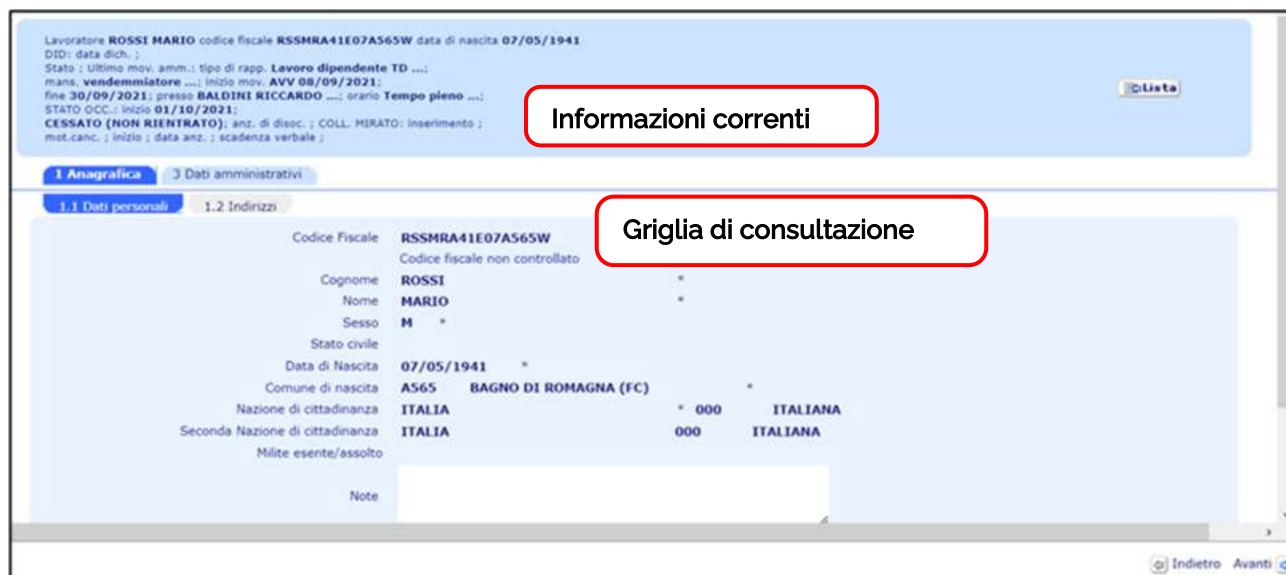 Lavoratore ROSSI MARIO codice fiscale RSSMRA41E07A565W data di nascita 07/05/1941
DID: data dich. ;
Stato ; Ultimo mov. amm.: tipo di rapp. Lavoro dipendente TD ...;
mans. vendemmiatore ...; inizio mov. AVV 08/09/2021;
fine 30/09/2021; presso BALDINI RICCARDO ...; orario Tempo pieno ...;
STATO OCC.: inizio 01/10/2021;
CESSATO (NON RIENTRATO); anz. di disoc. ; COLL. MIRATO: inserimento ;
mot.canc. ; inizio ; data anz. ; scadenza verbale ;
Lista
Informazioni correnti
1 Anagrafica 3 Dati amministrativi
1.1 Dati personali 1.2 Indirizzi
Griglia di consultazione
Codice Fiscale RSSMRA41E07A565W
Codice fiscale non controllato
Cognome ROSSI *
Nome MARIO *
Sesso M *
Stato civile
Data di Nascita 07/05/1941 *
Comune di nascita A565 BAGNO DI ROMAGNA (FC) *
Nazione di cittadinanza ITALIA * 000 ITALIANA
Seconda Nazione di cittadinanza ITALIA 000 ITALIANA
Milite esente/assolto
Note
Indietro Avanti